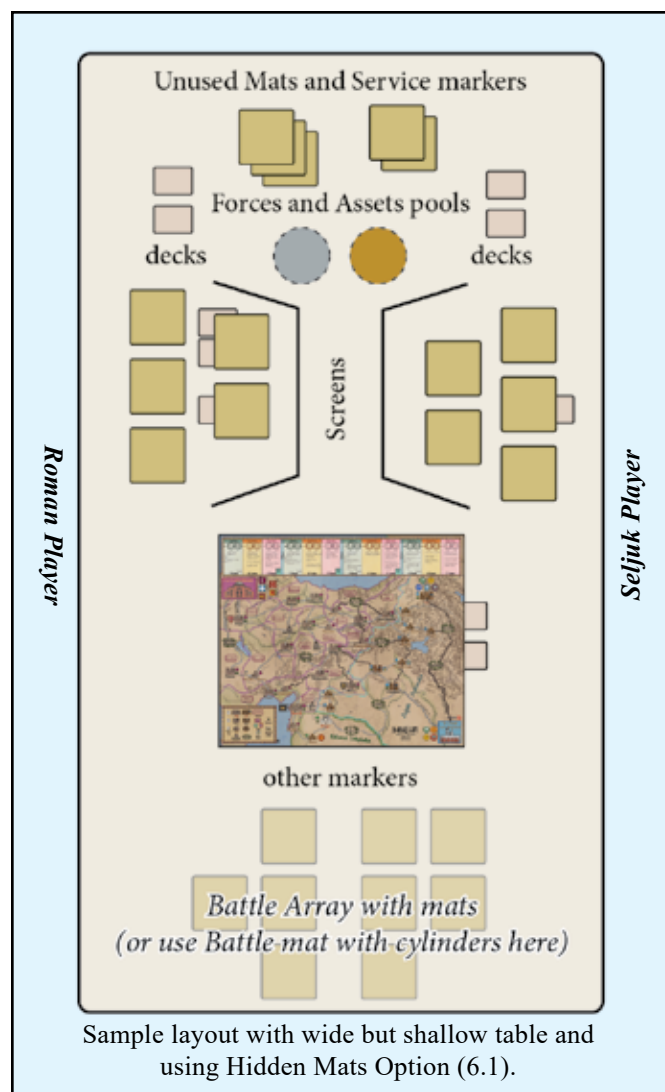 Unused Mats and Service markers
Forces and Assets pools
decks
decks
Screens
Roman Player
Seljuk Player
other markers
Battle Array with mats
(or use Battle-mat with cylinders here)
Sample layout with wide but shallow table and
using Hidden Mats Option (6.1).